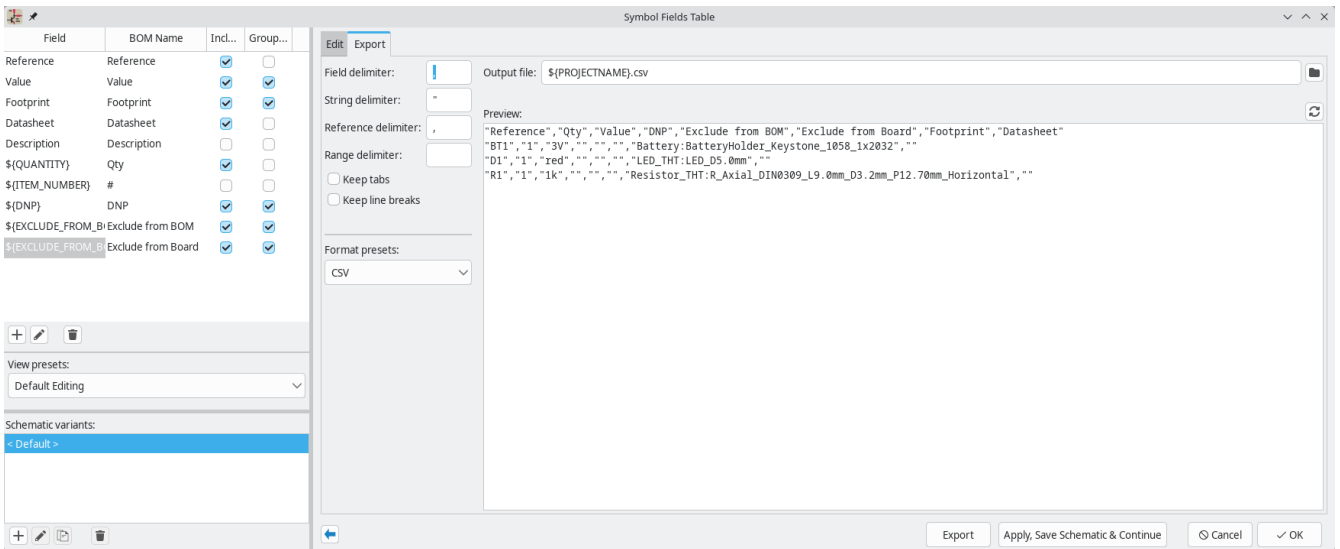 Symbol Fields Table
Field BOM Name Incl... Group...
Reference Reference
Value Value
Footprint Footprint
Datasheet Datasheet
Description Description
${QUANTITY} Qty
${ITEM_NUMBER} #
${DNP} DNP
${EXCLUDE_FROM_B Exclude from BOM
${EXCLUDE_FROM_B Exclude from Board
View presets:
Default Editing
Schematic variants:
< Default >
Edit Export
Field delimiter: ,
String delimiter: "
Reference delimiter: ,
Range delimiter:
Keep tabs
Keep line breaks
Format presets:
CSV
Output file: ${PROJECTNAME}.csv
Preview:
"Reference","Qty","Value","DNP","Exclude from BOM","Exclude from Board","Footprint","Datasheet"
"BT1","1","3V","","","","Battery:BatteryHolder_Keystone_1058_1x2032",""
"D1","1","red","","","","LED_THT:LED_D5.0mm",""
"R1","1","1k","","","","Resistor_THT:R_Axial_DIN0309_L9.0mm_D3.2mm_P12.70mm_Horizontal",""
Export Apply, Save Schematic & Continue Cancel OK